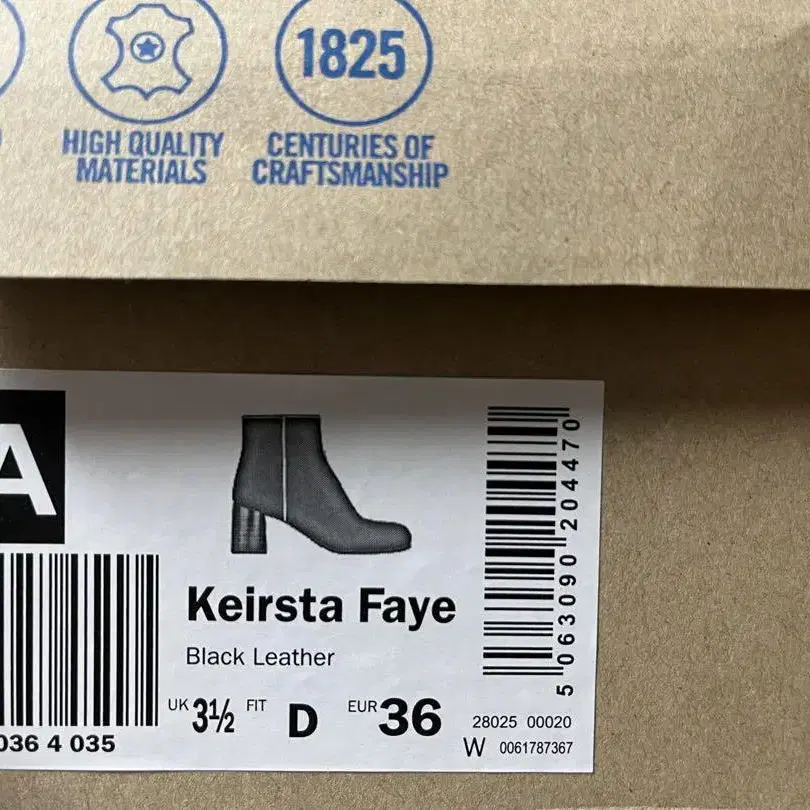 1825
HIGH QUALITY
MATERIALS
CENTURIES OF
CRAFTSMANSHIP
A
Keirsta Faye
Black Leather
UK 3½ FIT D EUR 36
036 4 035
28025 00020
W 0061787367
5 063090 204470